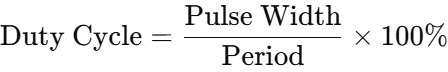 Duty Cycle = Pulse Width / Period × 100%